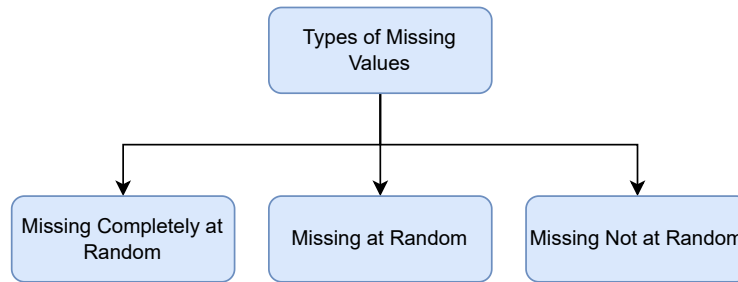 Types of Missing
Values
Missing Completely at
Random
Missing at Random
Missing Not at Random